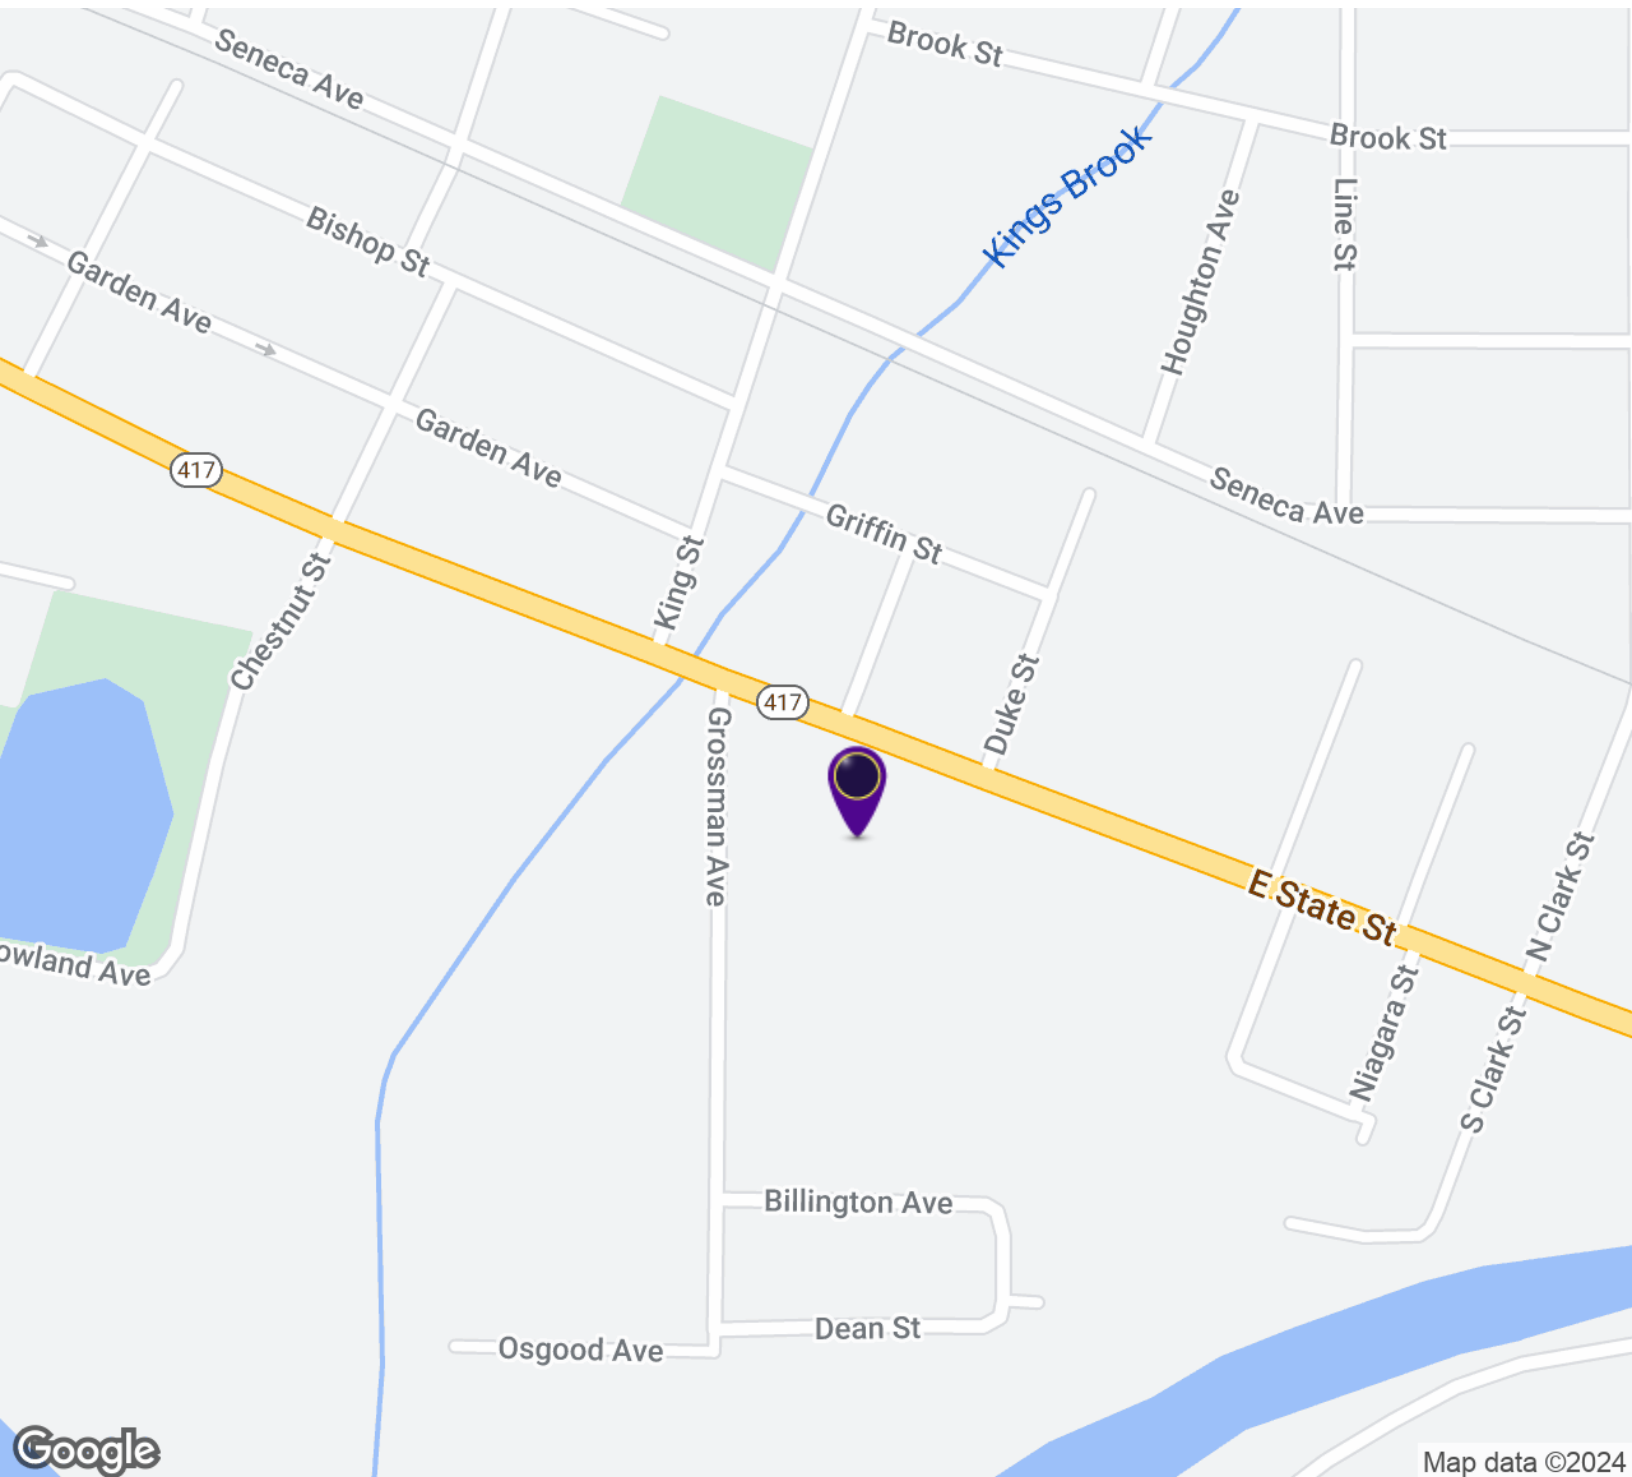 Seneca Ave
Brook St
Brook St
Kings Brook
Line St
Houghton Ave
Bishop St
Garden Ave
Garden Ave
417
Seneca Ave
Griffin St
King St
Chestnut St
417
Duke St
Grossman Ave
E State St
N Clark St
owland Ave
Niagara St
S Clark St
Billington Ave
Dean St
Osgood Ave
Google
Map data ©2024